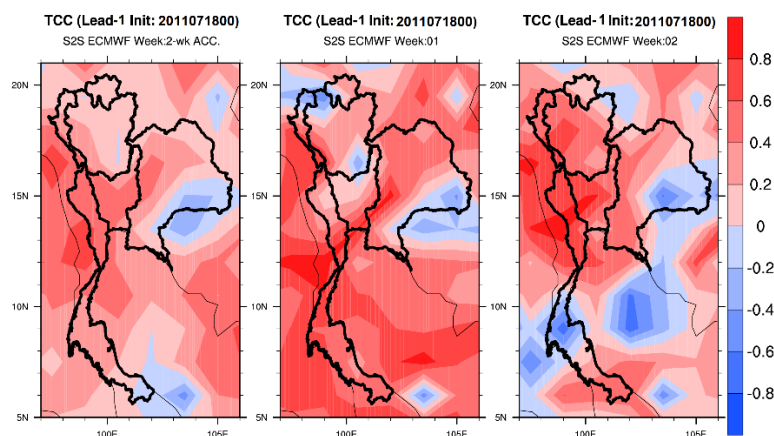 TCC (Lead-1 Init: 2011071800)
S2S ECMWF Week:2-wk ACC.
TCC (Lead-1 Init: 2011071800)
S2S ECMWF Week:01
TCC (Lead-1 Init: 2011071800)
S2S ECMWF Week:02
20N
15N
10N
5N
100E
105E
20N
15N
10N
5N
100E
105E
20N
15N
10N
5N
100E
105E
0.8
0.6
0.4
0.2
0
-0.2
-0.4
-0.6
-0.8